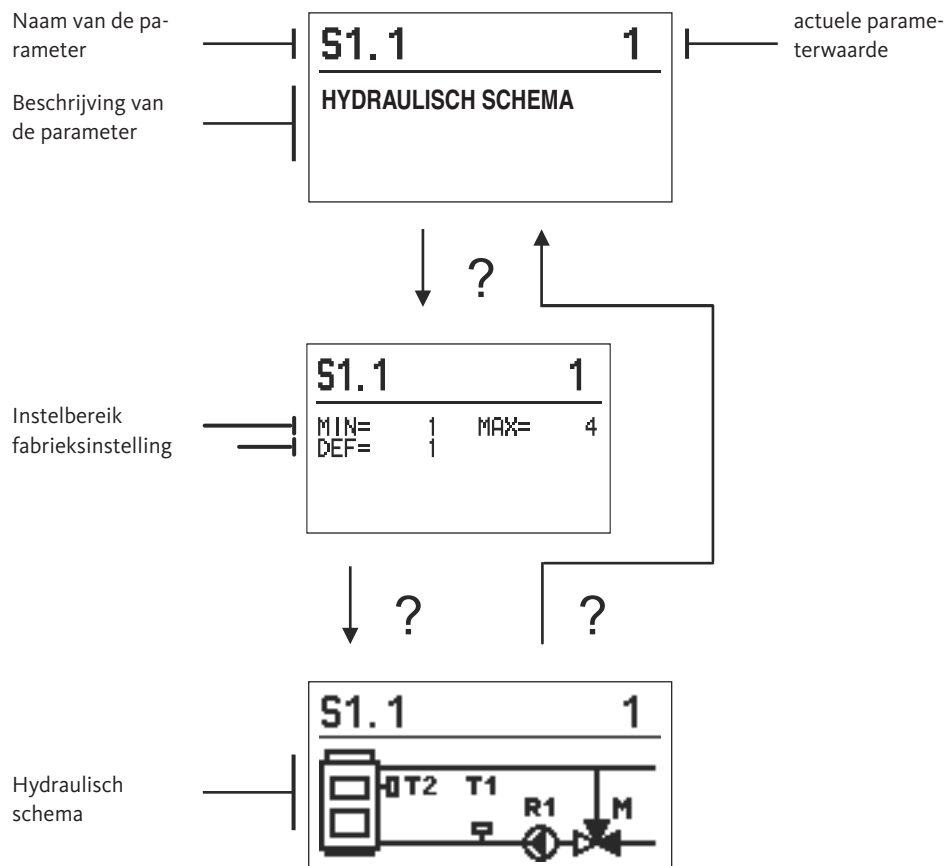 Naam van de pa-
rameter
S1.1 1
actuele parame-
terwaarde
Beschrijving van
de parameter
HYDRAULISCH SCHEMA
?
S1.1 1
Instelbereik
fabrieksinstelling
MIN= 1 MAX= 4
DEF= 1
? ?
S1.1 1
Hydraulisch
schema
T2 T1
R1 M